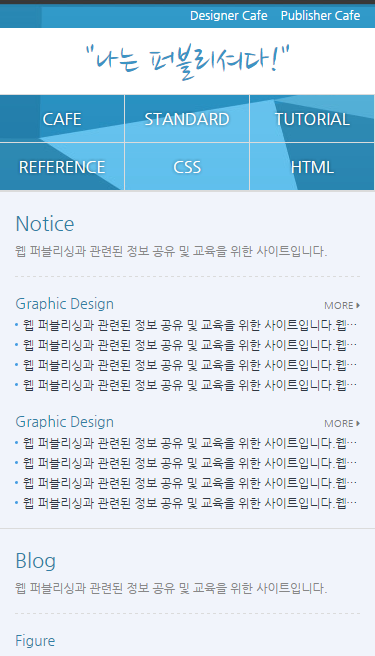 Designer Cafe Publisher Cafe
"나는 퍼블리셔다!"
CAFE STANDARD TUTORIAL
REFERENCE CSS HTML
Notice
웹 퍼블리싱과 관련된 정보 공유 및 교육을 위한 사이트입니다.
Graphic Design MORE
웹 퍼블리싱과 관련된 정보 공유 및 교육을 위한 사이트입니다.웹…
웹 퍼블리싱과 관련된 정보 공유 및 교육을 위한 사이트입니다.웹…
웹 퍼블리싱과 관련된 정보 공유 및 교육을 위한 사이트입니다.웹…
웹 퍼블리싱과 관련된 정보 공유 및 교육을 위한 사이트입니다.웹…
Graphic Design MORE
웹 퍼블리싱과 관련된 정보 공유 및 교육을 위한 사이트입니다.웹…
웹 퍼블리싱과 관련된 정보 공유 및 교육을 위한 사이트입니다.웹…
웹 퍼블리싱과 관련된 정보 공유 및 교육을 위한 사이트입니다.웹…
웹 퍼블리싱과 관련된 정보 공유 및 교육을 위한 사이트입니다.웹…
Blog
웹 퍼블리싱과 관련된 정보 공유 및 교육을 위한 사이트입니다.
Figure